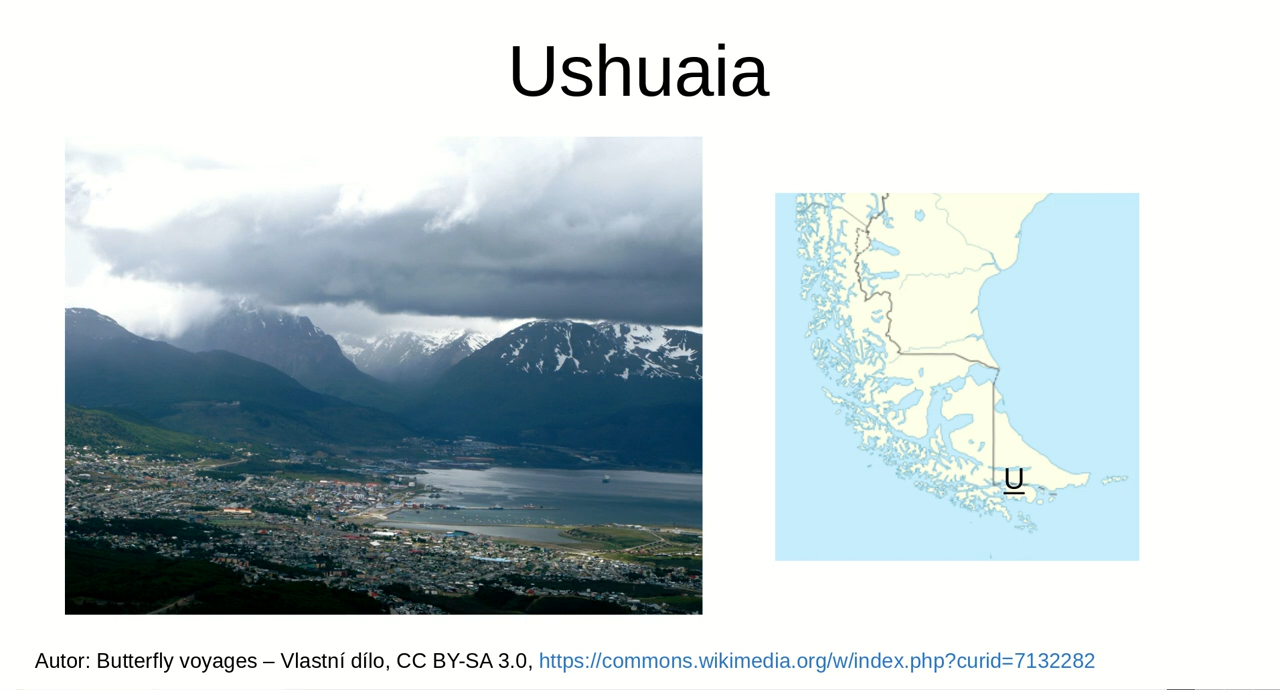 Ushuaia
U
Autor: Butterfly voyages – Vlastní dílo, CC BY-SA 3.0, https://commons.wikimedia.org/w/index.php?curid=7132282